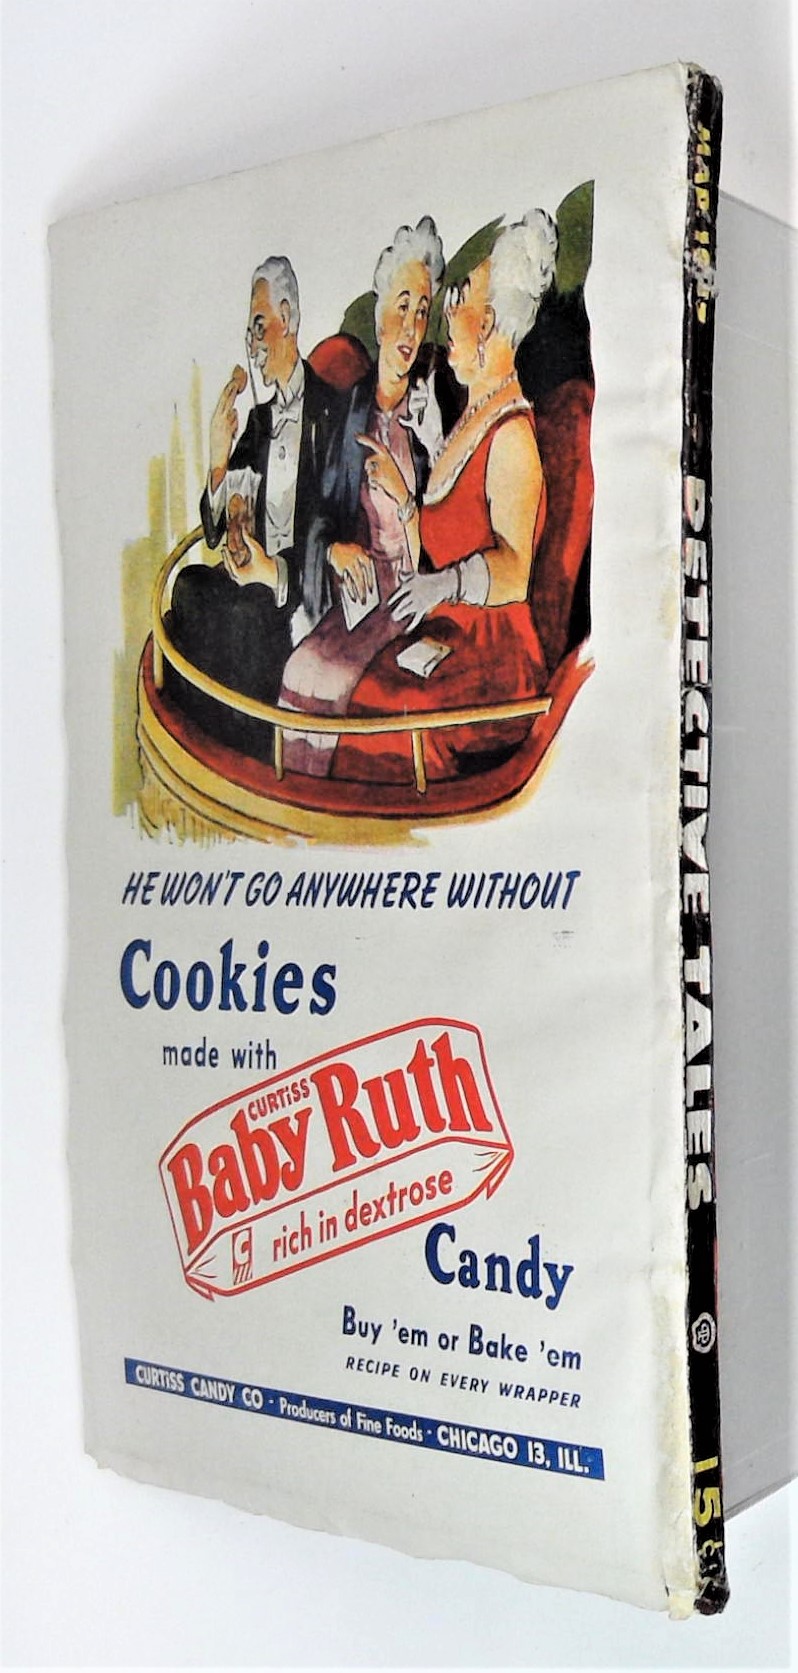 HE WON'T GO ANYWHERE WITHOUT
Cookies
made with
CURTiSS
Baby Ruth
C
rich in dextrose
Candy
Buy 'em or Bake 'em
RECIPE ON EVERY WRAPPER
CURTiSS CANDY CO · Producers of Fine Foods · CHICAGO 13, ILL.
DETECTIVE TALES
15